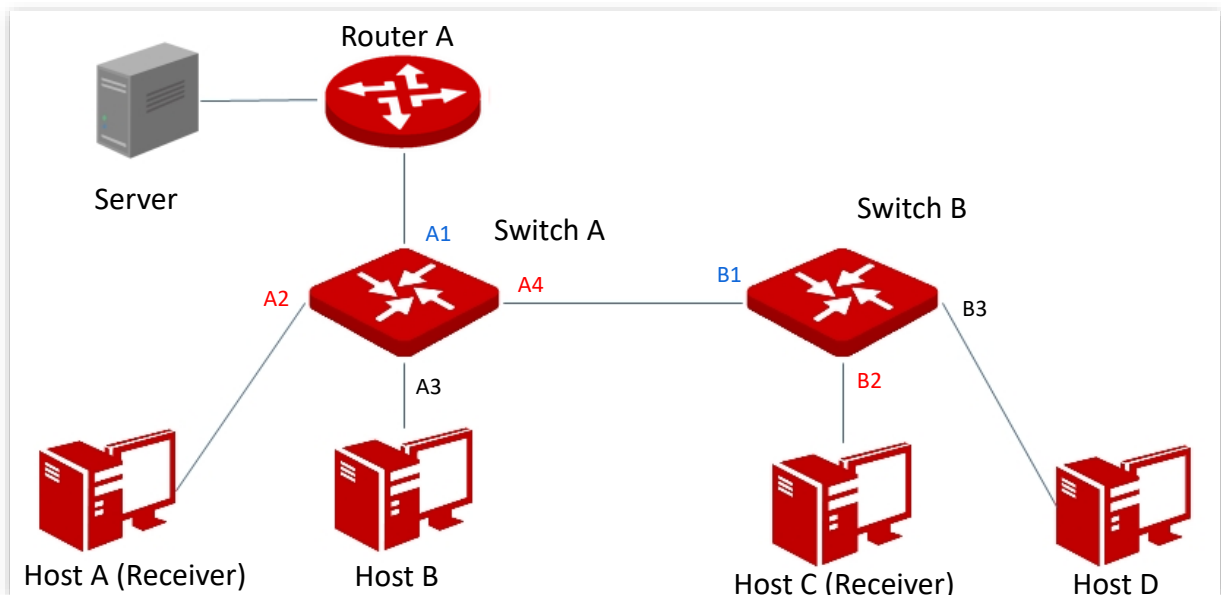 Router A
Server
A1
Switch A
Switch B
A2
A4
B1
B3
A3
B2
Host A (Receiver)
Host B
Host C (Receiver)
Host D